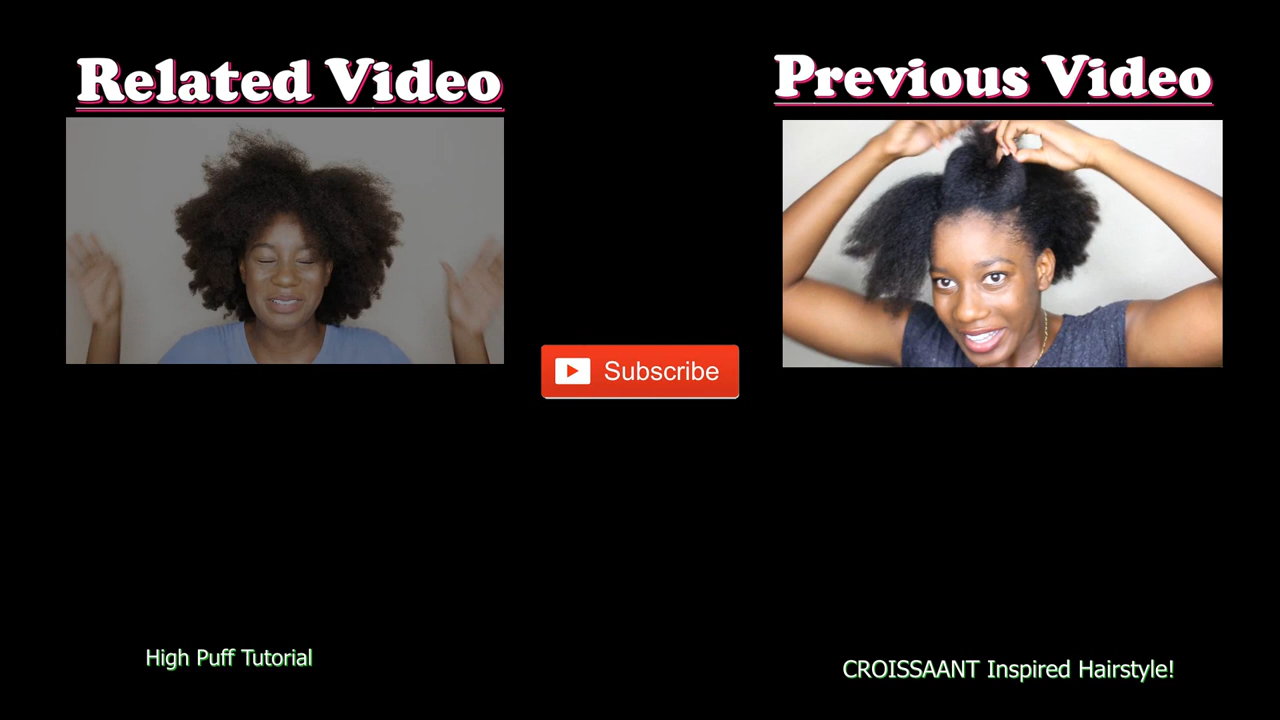 Related Video
Previous Video
Subscribe
High Puff Tutorial
CROISSAANT Inspired Hairstyle!